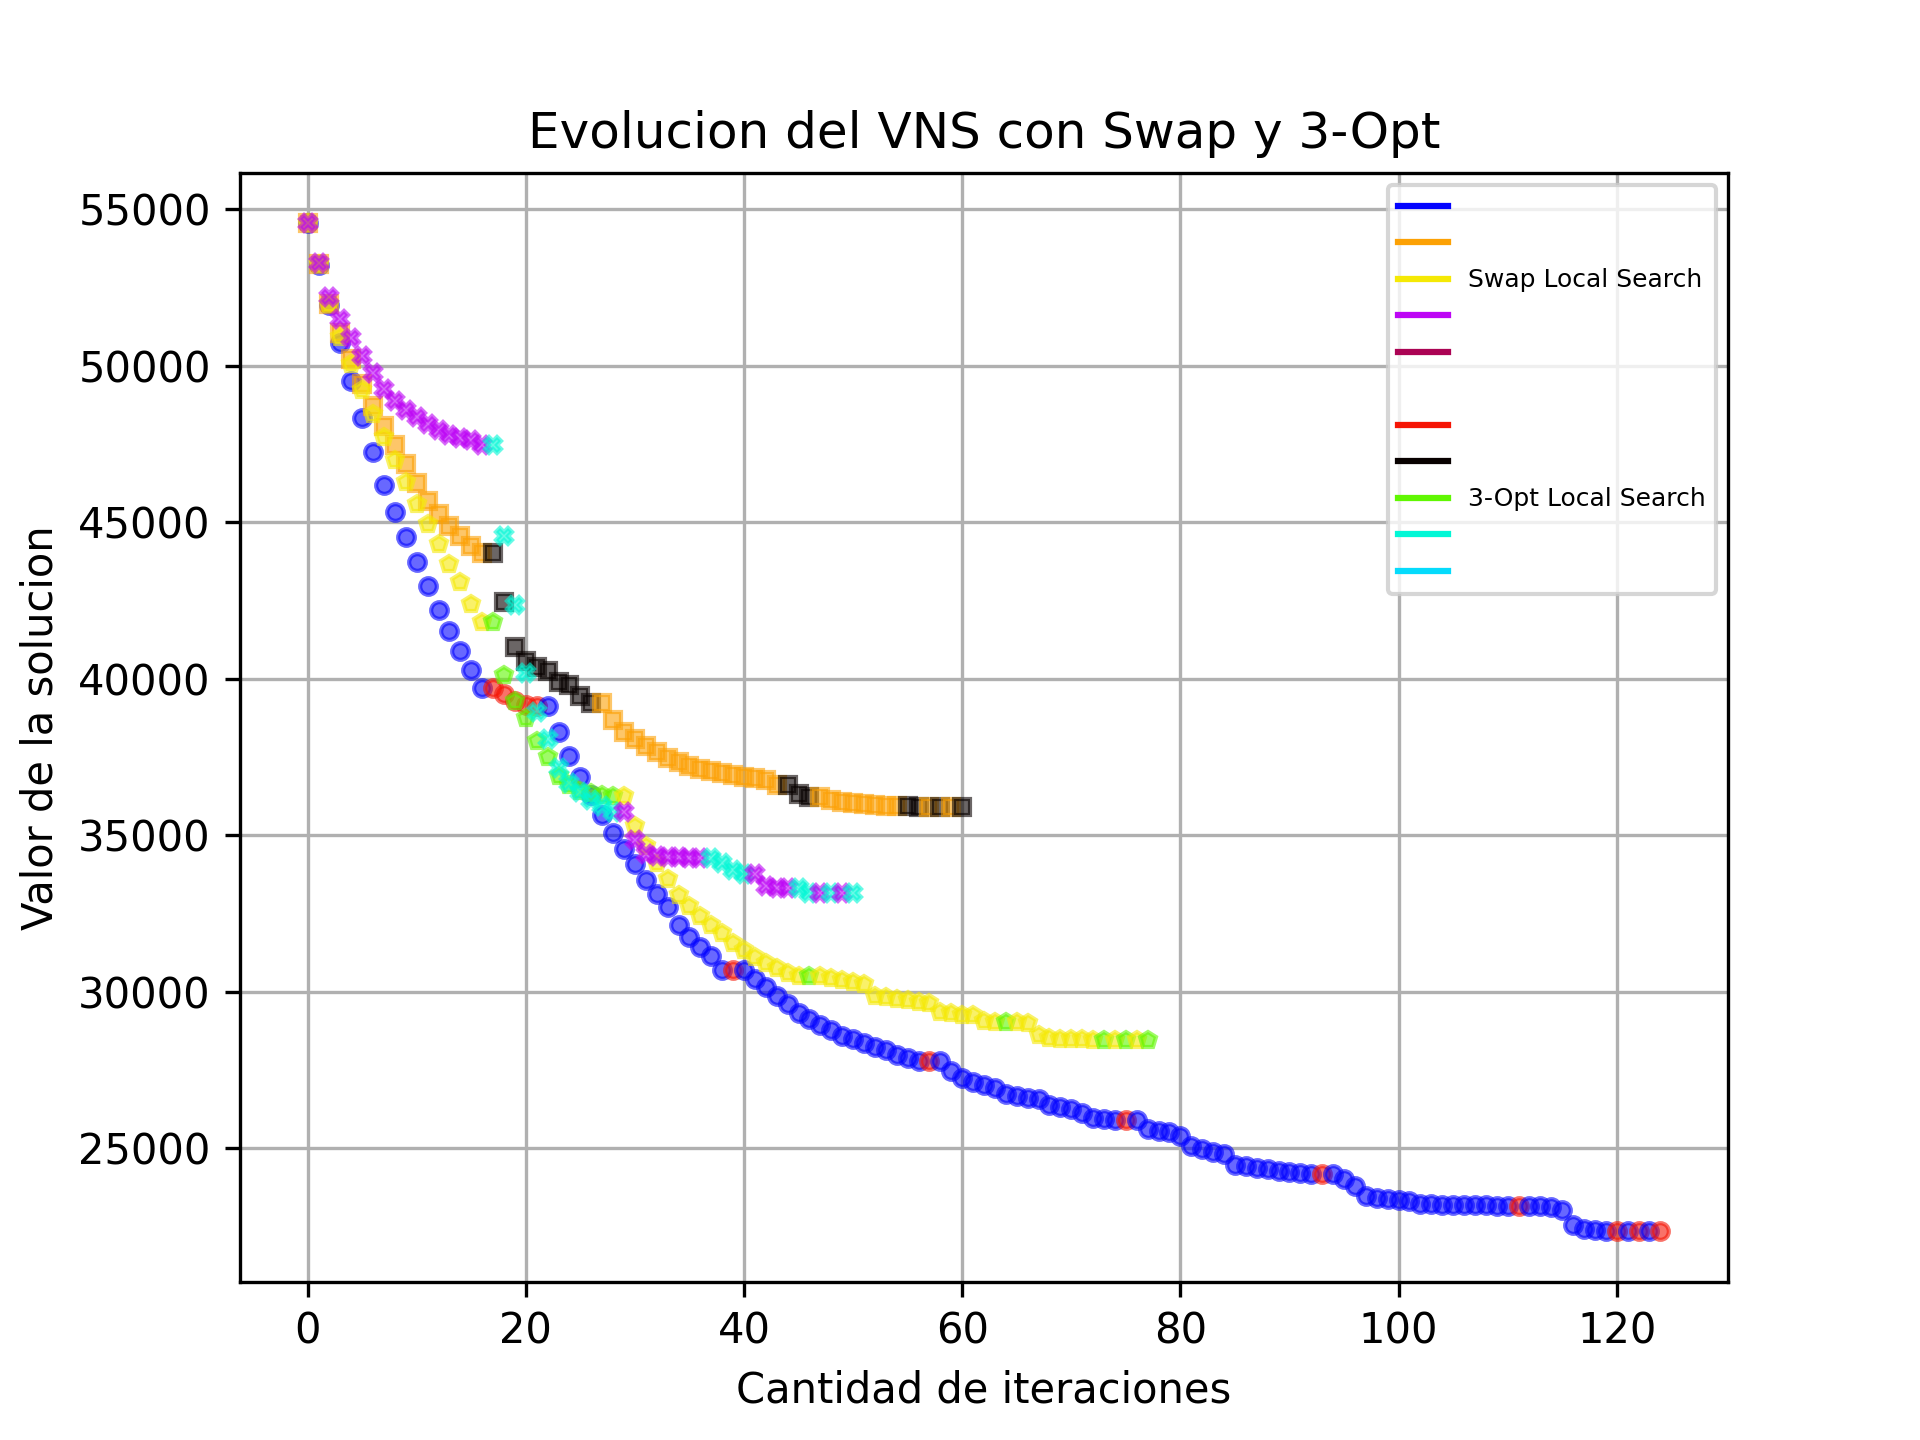 Evolucion del VNS con Swap y 3-Opt
55000
50000
45000
40000
35000
30000
25000
Valor de la solucion
Swap Local Search
3-Opt Local Search
0 20 40 60 80 100 120
Cantidad de iteraciones